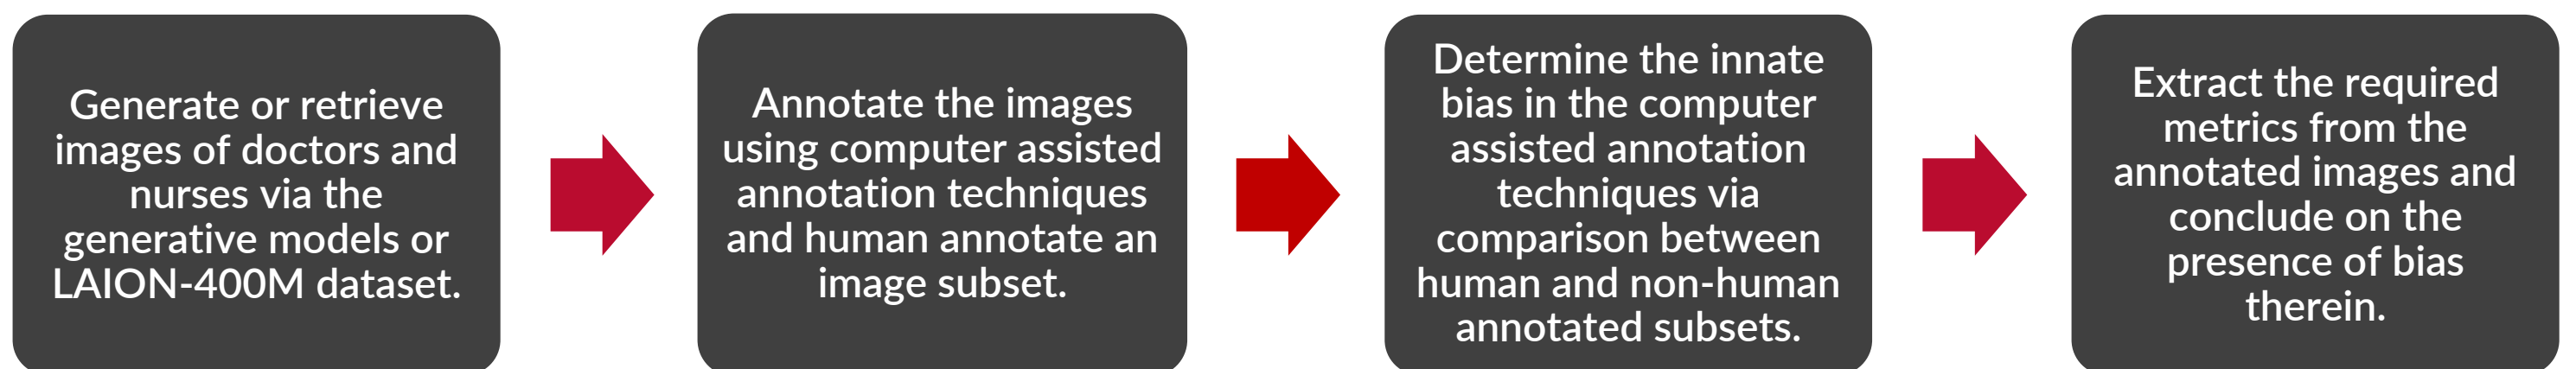 Generate or retrieve
images of doctors and
nurses via the
generative models or
LAION-400M dataset.
Annotate the images
using computer assisted
annotation techniques
and human annotate an
image subset.
Determine the innate
bias in the computer
assisted annotation
techniques via
comparison between
human and non-human
annotated subsets.
Extract the required
metrics from the
annotated images and
conclude on the
presence of bias
therein.